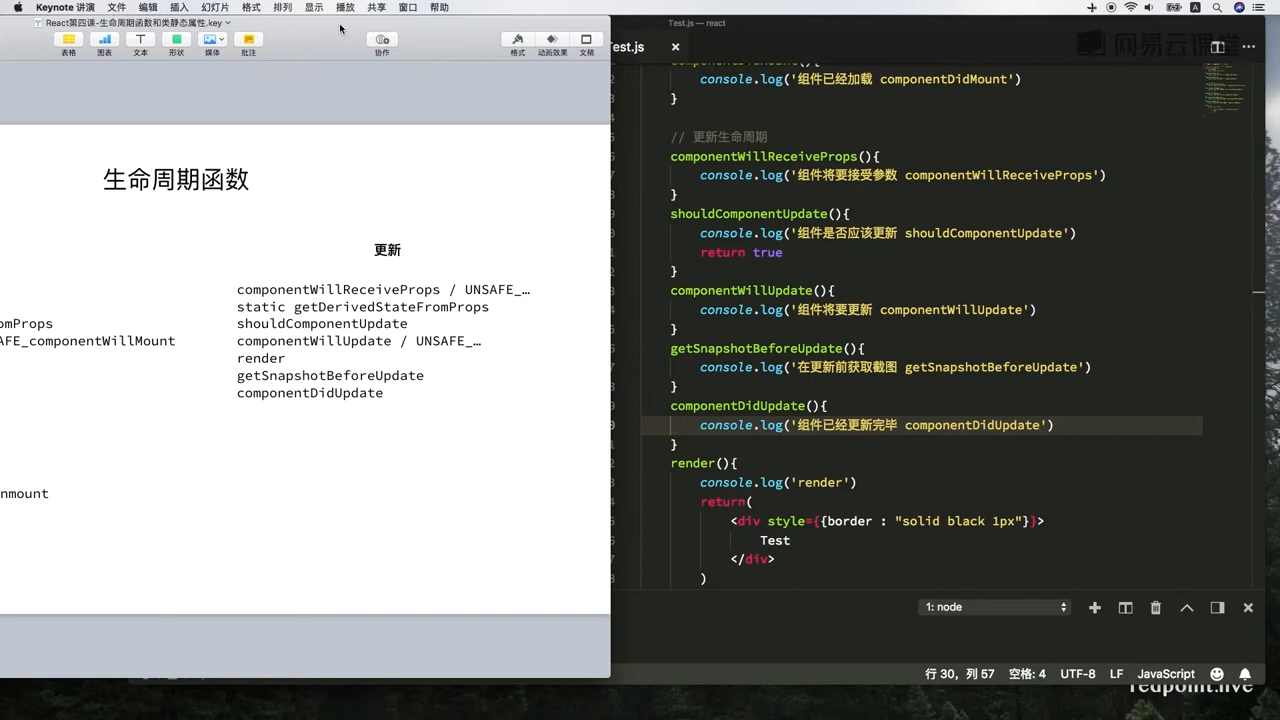 Keynote 讲演 文件 编辑 插入 幻灯片 格式 排列 显示 播放 共享 窗口 帮助
React第四课-生命周期函数和类静态属性.key
表格 图表 文本 形状 媒体 批注 协作 格式 动画效果 文稿
生命周期函数
更新
componentWillReceiveProps / UNSAFE_…
static getDerivedStateFromProps
omProps shouldComponentUpdate
AFE_componentWillMount componentWillUpdate / UNSAFE_…
render
getSnapshotBeforeUpdate
componentDidUpdate
nmount
Test.js — react
Test.js
网易云课堂
console.log('组件已经加载 componentDidMount')
}
// 更新生命周期
componentWillReceiveProps(){
console.log('组件将要接受参数 componentWillReceiveProps')
}
shouldComponentUpdate(){
console.log('组件是否应该更新 shouldComponentUpdate')
return true
}
componentWillUpdate(){
console.log('组件将要更新 componentWillUpdate')
}
getSnapshotBeforeUpdate(){
console.log('在更新前获取截图 getSnapshotBeforeUpdate')
}
componentDidUpdate(){
console.log('组件已经更新完毕 componentDidUpdate')
}
render(){
console.log('render')
return(
<div style={{border : "solid black 1px"}}>
Test
</div>
)
1: node
行 30，列 57 空格: 4 UTF-8 LF JavaScript
redpoint.live